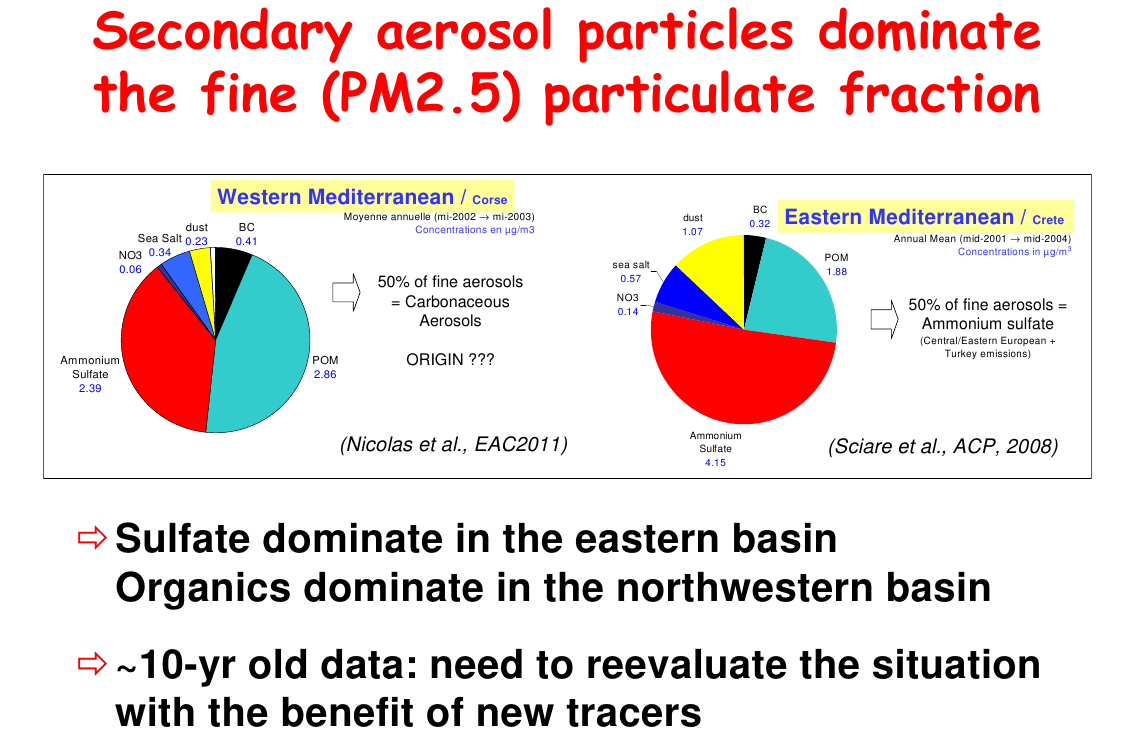 Secondary aerosol particles dominate
the fine (PM2.5) particulate fraction
Western Mediterranean / Corse
Moyenne annuelle (mi-2002 → mi-2003)
Concentrations en µg/m3
dust
0.23
BC
0.41
Sea Salt
0.34
NO3
0.06
Ammonium
Sulfate
2.39
POM
2.86
50% of fine aerosols
= Carbonaceous
Aerosols
ORIGIN ???
(Nicolas et al., EAC2011)
Eastern Mediterranean / Crete
Annual Mean (mid-2001 → mid-2004)
Concentrations in µg/m³
dust
1.07
BC
0.32
POM
1.88
sea salt
0.57
NO3
0.14
Ammonium
Sulfate
4.15
50% of fine aerosols =
Ammonium sulfate
(Central/Eastern European +
Turkey emissions)
(Sciare et al., ACP, 2008)
⇨ Sulfate dominate in the eastern basin
Organics dominate in the northwestern basin
⇨ ~10-yr old data: need to reevaluate the situation
with the benefit of new tracers